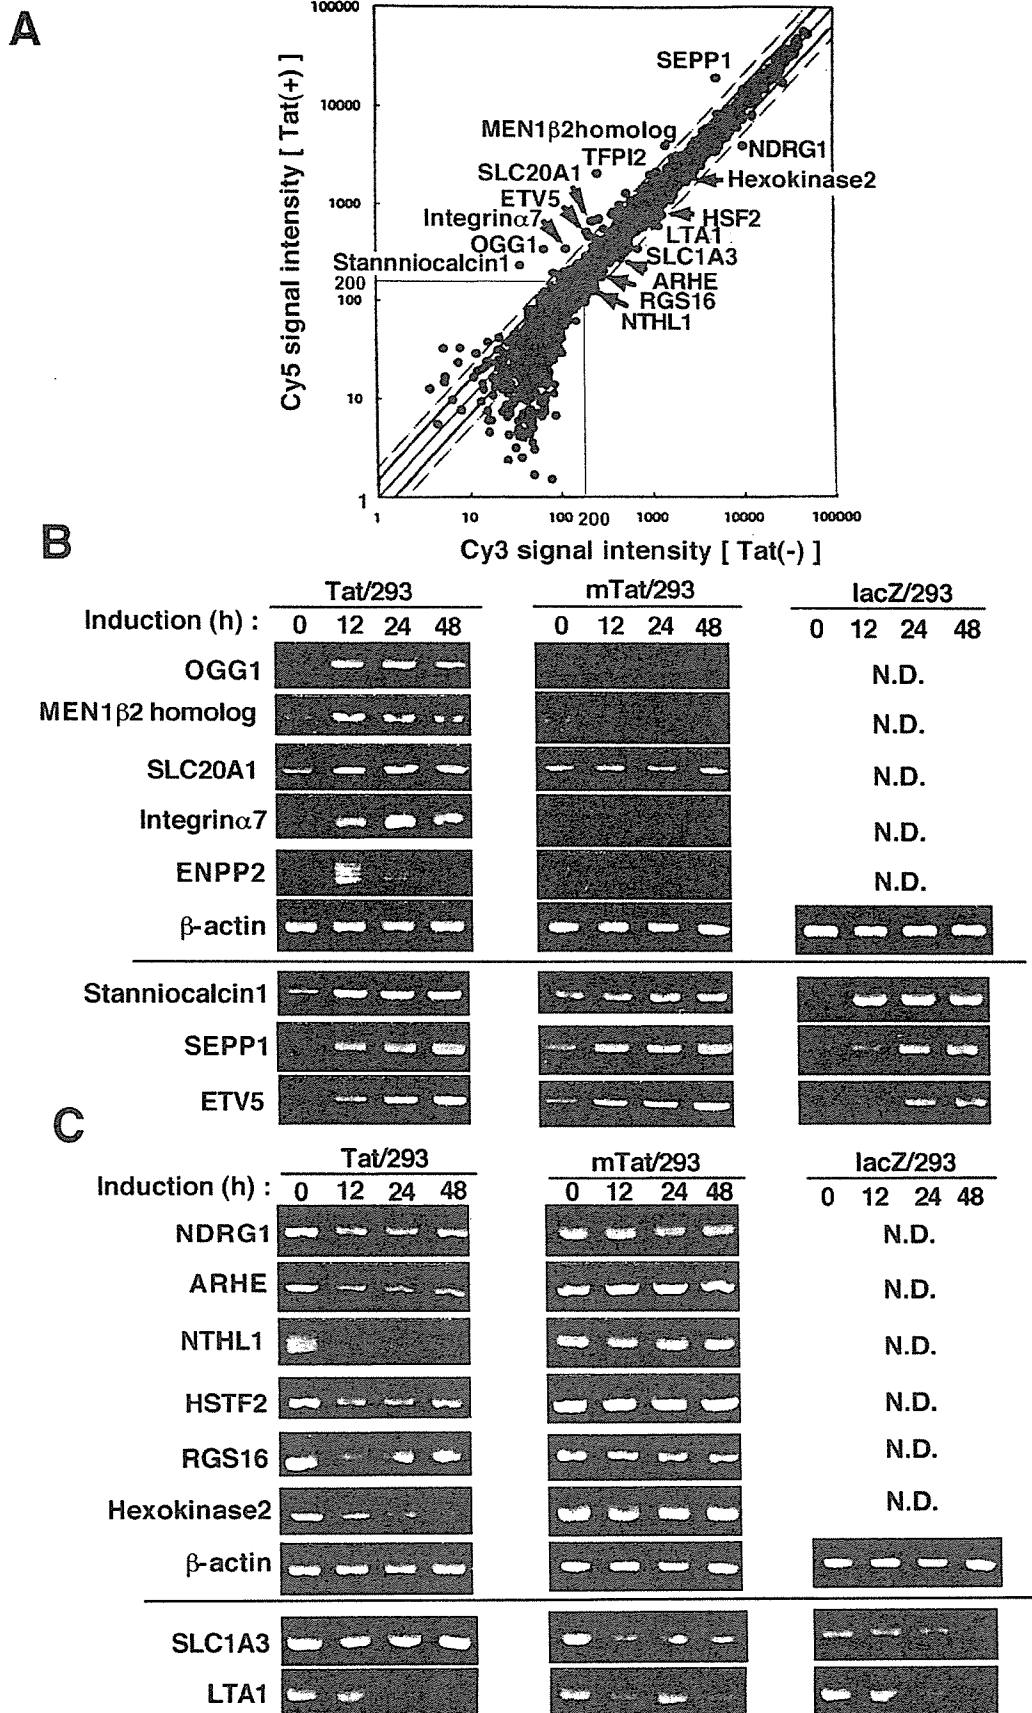 A
Cy5 signal intensity [ Tat(+) ]
100000
10000
1000
200
100
10
1
SEPP1
MEN1β2homolog
TFPI2
SLC20A1
ETV5
Integrinα7
OGG1
Stannniocalcin1
NDRG1
Hexokinase2
HSF2
LTA1
SLC1A3
ARHE
RGS16
NTHL1
1 10 100 200 1000 10000 100000
Cy3 signal intensity [ Tat(-) ]
B
Tat/293 mTat/293 lacZ/293
Induction (h) : 0 12 24 48 0 12 24 48 0 12 24 48
OGG1 N.D.
MEN1β2 homolog N.D.
SLC20A1 N.D.
Integrinα7 N.D.
ENPP2 N.D.
β-actin
Stanniocalcin1
SEPP1
ETV5
C
Tat/293 mTat/293 lacZ/293
Induction (h) : 0 12 24 48 0 12 24 48 0 12 24 48
NDRG1 N.D.
ARHE N.D.
NTHL1 N.D.
HSTF2 N.D.
RGS16 N.D.
Hexokinase2 N.D.
β-actin
SLC1A3
LTA1